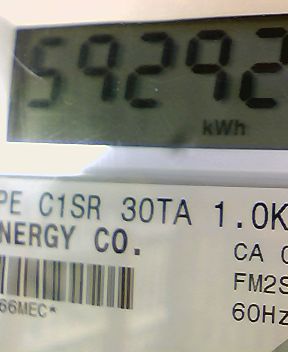 59292
kWh
PE C1SR 30TA 1.0K
NERGY CO.
CA
FM2S
66MEC*
60Hz